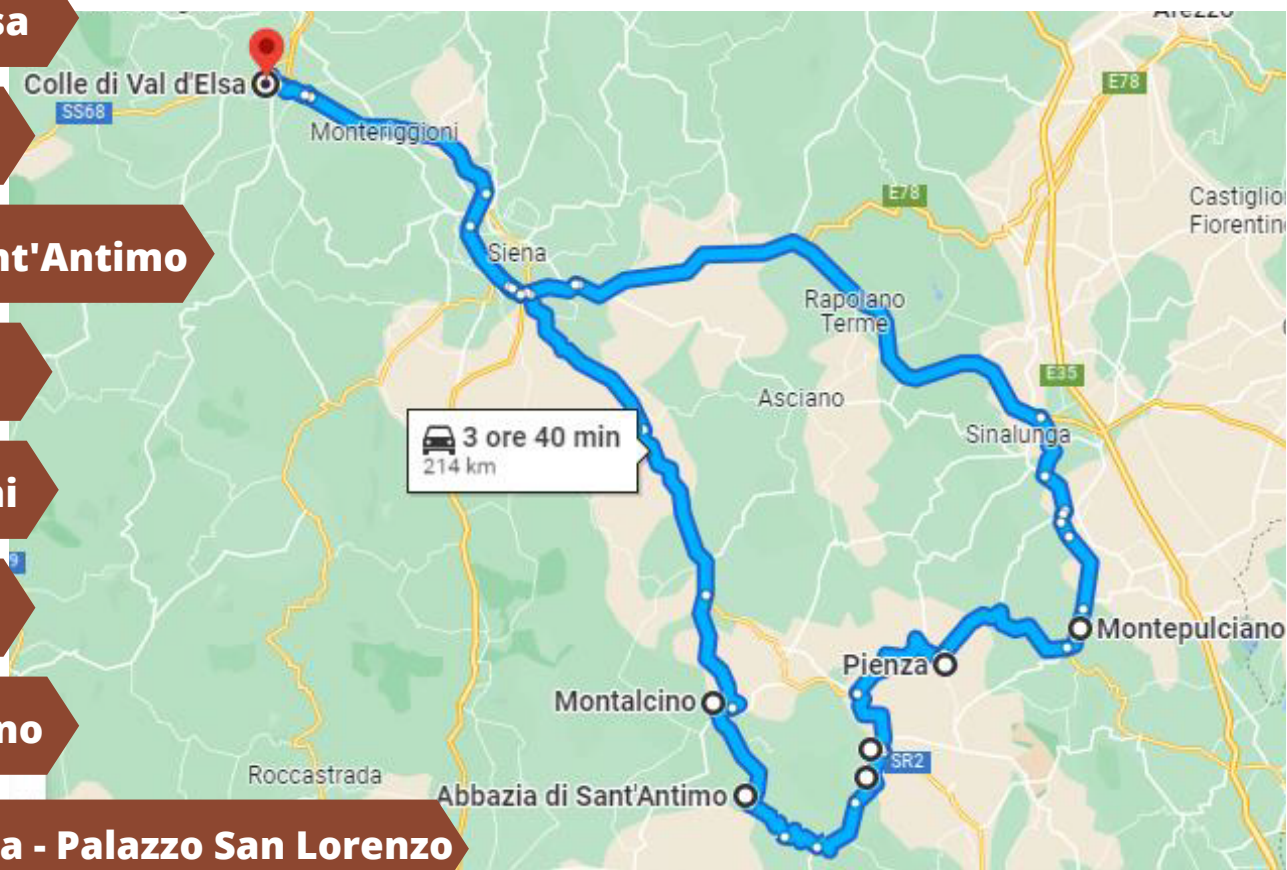 sa
Arezzo
Colle di Val d'Elsa
SS68
E78
Monteriggioni
E78
Castiglion
Fiorentino
nt'Antimo
Siena
Rapolano
Terme
E35
Asciano
3 ore 40 min
214 km
Sinalunga
ni
9
Montepulciano
Pienza
Montalcino
no
SR2
Roccastrada
Abbazia di Sant'Antimo
a - Palazzo San Lorenzo